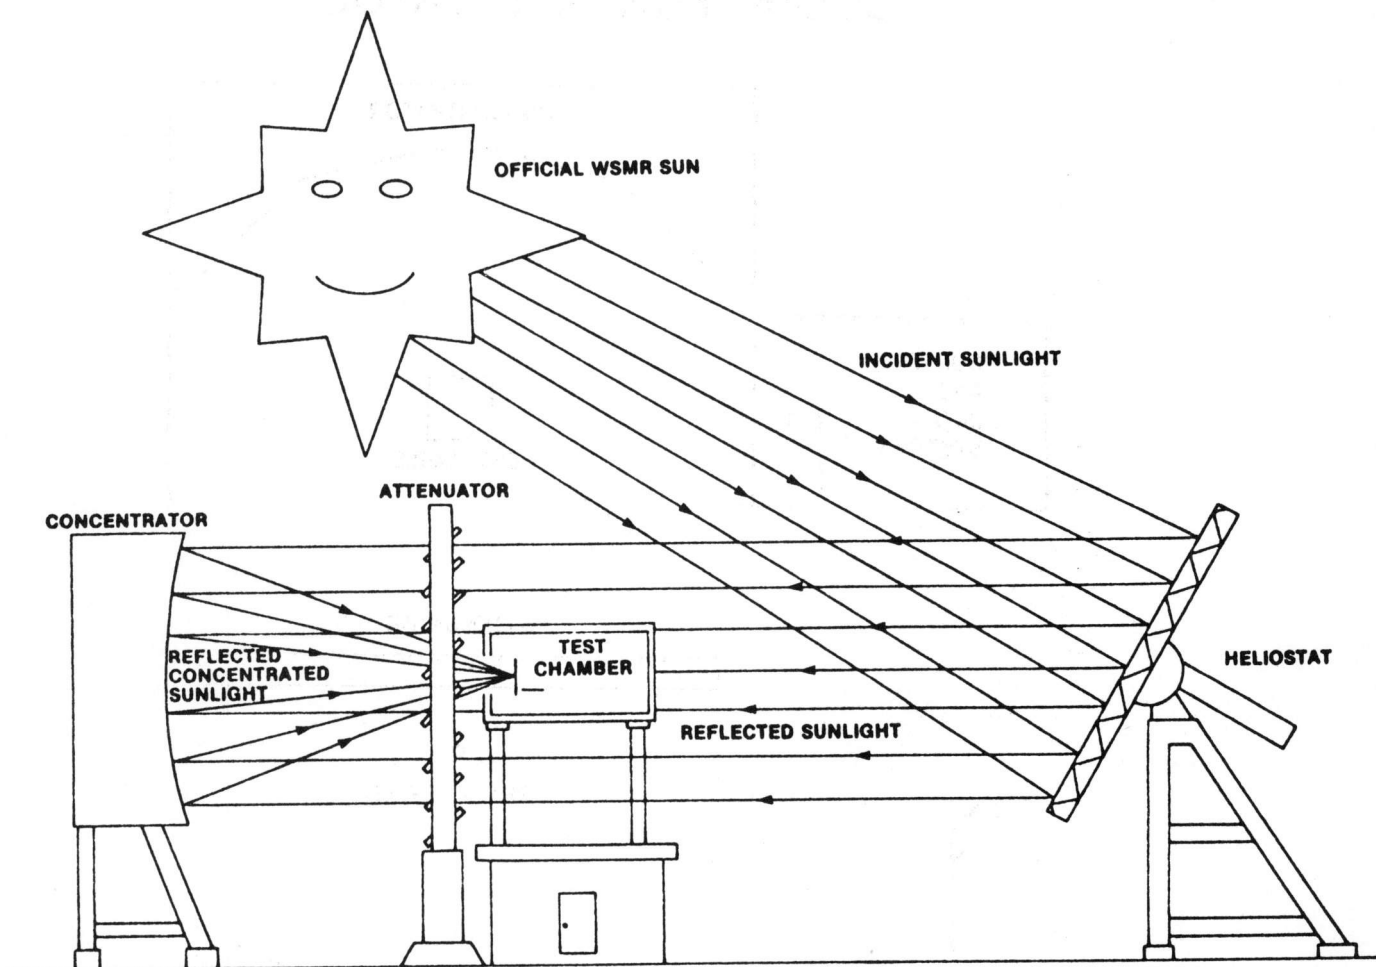 OFFICIAL WSMR SUN
INCIDENT SUNLIGHT
ATTENUATOR
CONCENTRATOR
TEST
CHAMBER
HELIOSTAT
REFLECTED
CONCENTRATED
SUNLIGHT
REFLECTED SUNLIGHT